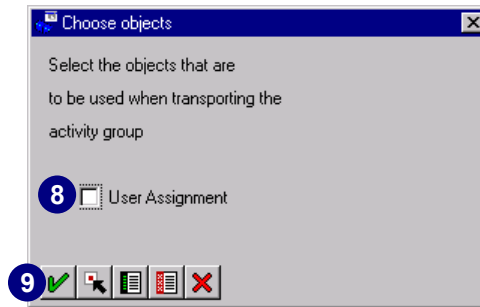 Choose objects
Select the objects that are
to be used when transporting the
activity group
8 User Assignment
9